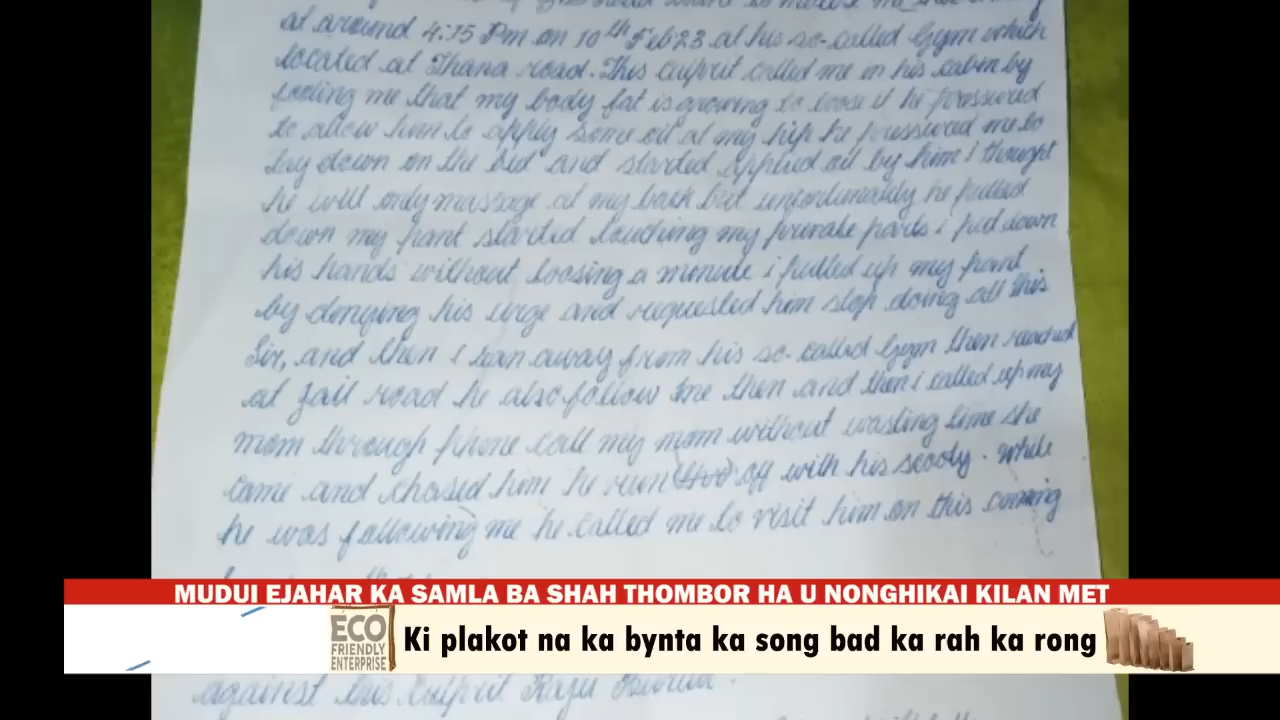 at around 4:15 Pm on 10th Feb 23 at his so-called Gym which
located at Thana road. This culprit called me in his cabin by
fooling me that my body fat is growing to loose it he pressured
to allow him to apply some oil at my hip he pressured me to
lay down on the bed and started applied oil by him i thought
he will only massage at my back but unfortunately he pulled
down my pant started touching my private parts i put down
his hands without loosing a minute i pulled up my pant
by denying his urge and requested him stop doing all this
Sir, and then i ran away from his so-called Gym then reached
at Jail road he also follow me then and then i called up my
mom through phone call my mom without wasting time she
came and chased him he run off with his scooty. While
he was following me he called me to visit him on this coming
MUDUI EJAHAR KA SAMLA BA SHAH THOMBOR HA U NONGHIKAI KILAN MET
ECO
FRIENDLY
ENTERPRISE
Ki plakot na ka bynta ka song bad ka rah ka rong
against this culprit Raju